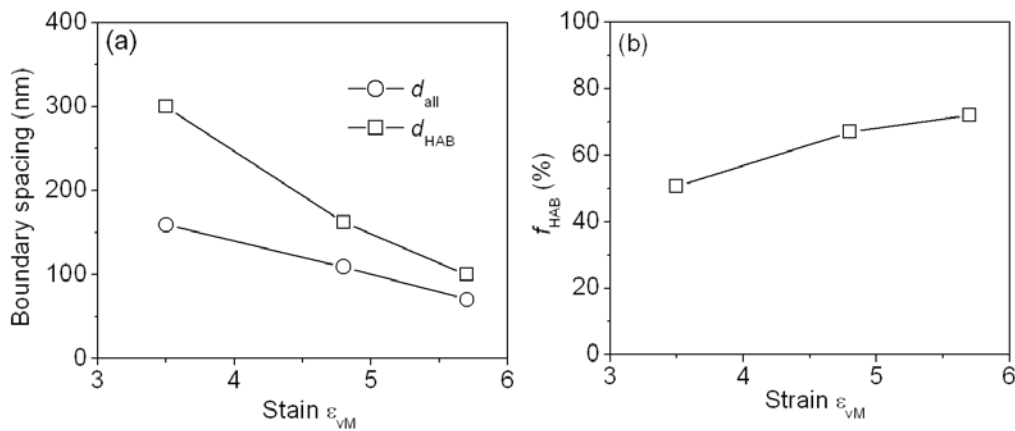 (a)
d_all
d_HAB
Boundary spacing (nm)
400
300
200
100
0
3 4 5 6
Stain ε_vM
(b)
f_HAB (%)
100
80
60
40
20
0
3 4 5 6
Strain ε_vM